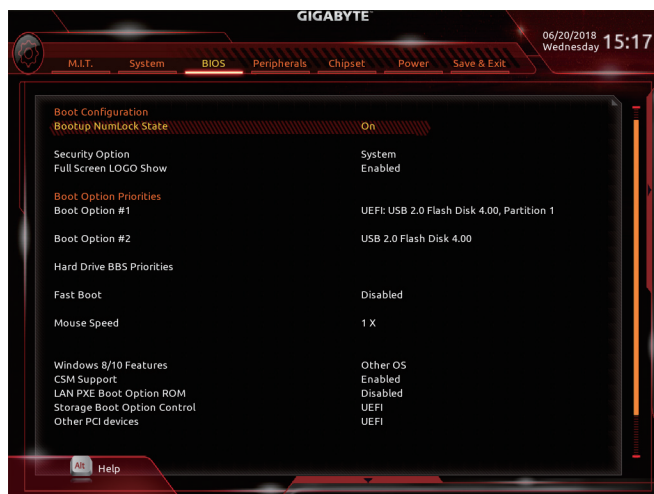 GIGABYTE™
06/20/2018
Wednesday 15:17
M.I.T. System BIOS Peripherals Chipset Power Save & Exit
Boot Configuration
Bootup NumLock State On
Security Option System
Full Screen LOGO Show Enabled
Boot Option Priorities
Boot Option #1 UEFI: USB 2.0 Flash Disk 4.00, Partition 1
Boot Option #2 USB 2.0 Flash Disk 4.00
Hard Drive BBS Priorities
Fast Boot Disabled
Mouse Speed 1 X
Windows 8/10 Features Other OS
CSM Support Enabled
LAN PXE Boot Option ROM Disabled
Storage Boot Option Control UEFI
Other PCI devices UEFI
Alt Help